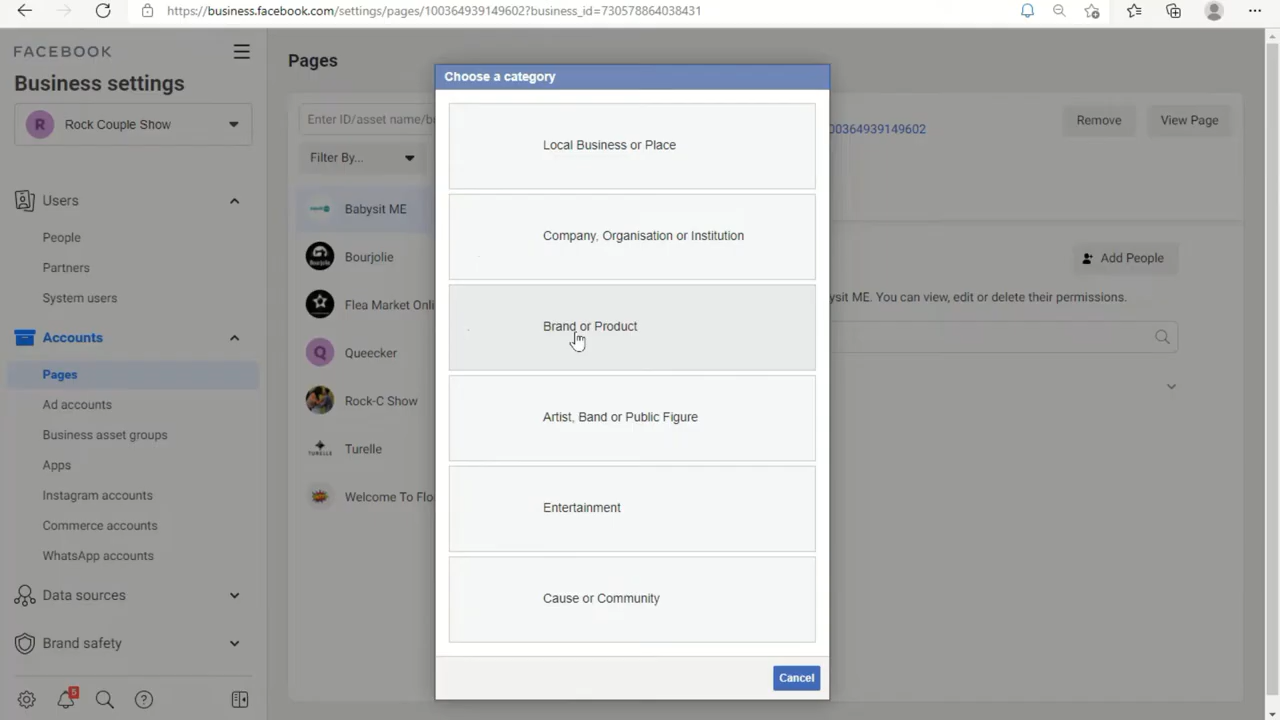 https://business.facebook.com/settings/pages/100364939149602?business_id=730578864038431
FACEBOOK
Business settings
R
Rock Couple Show
Users
People
Partners
System users
Accounts
Pages
Ad accounts
Business asset groups
Apps
Instagram accounts
Commerce accounts
WhatsApp accounts
Data sources
Brand safety
5
Pages
Enter ID/asset name/bu
Filter By...
Babysit ME
Bourjolie
Flea Market Onli
Q
Queecker
Rock-C Show
TURELLE
Turelle
Welcome To Flo
Choose a category
Local Business or Place
Company, Organisation or Institution
Brand or Product
Artist, Band or Public Figure
Entertainment
Cause or Community
Cancel
00364939149602
Remove
View Page
Add People
ysit ME. You can view, edit or delete their permissions.